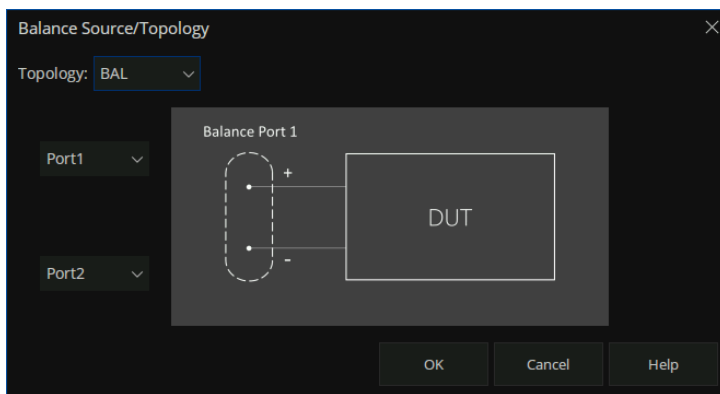 Balance Source/Topology
Topology: BAL
Balance Port 1
Port1
+
DUT
Port2
-
OK Cancel Help